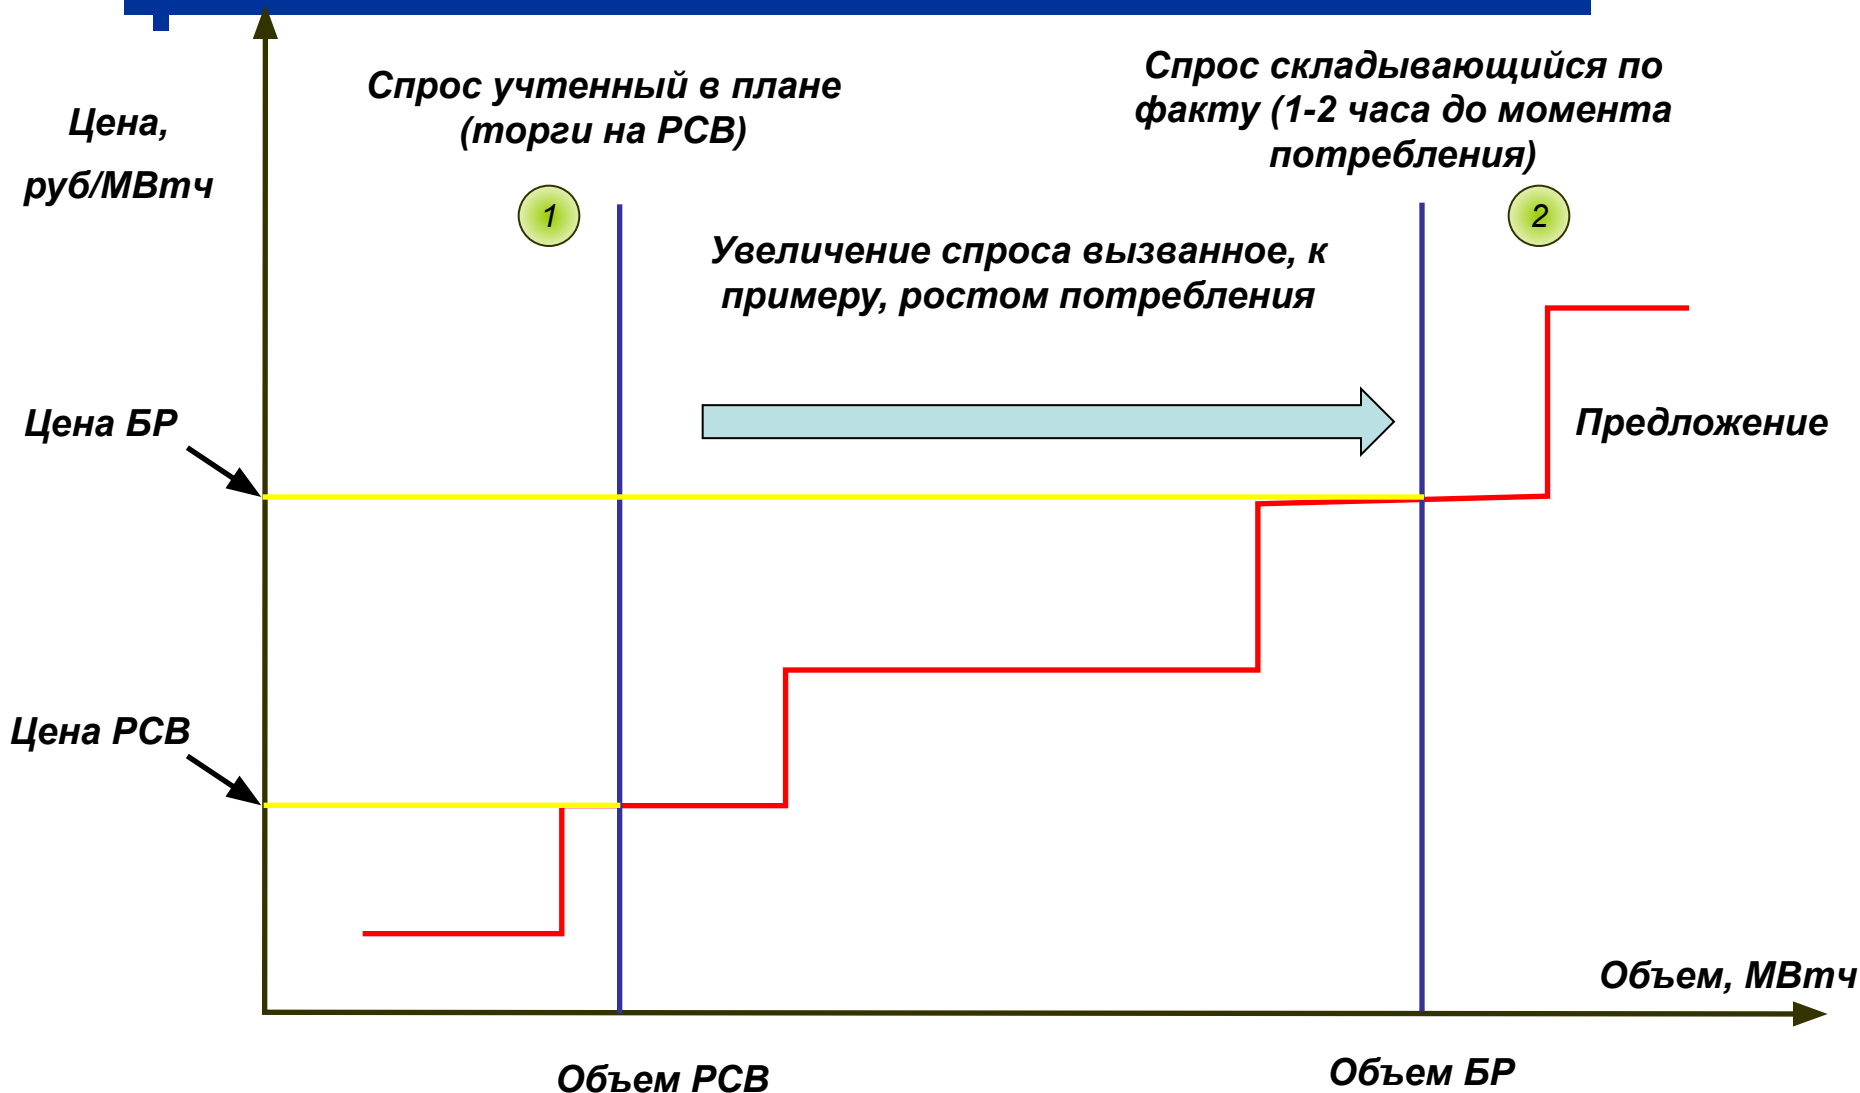 Цена,
руб/МВтч
Спрос учтенный в плане
(торги на РСВ)
Спрос складывающийся по
факту (1-2 часа до момента
потребления)
1
2
Увеличение спроса вызванное, к
примеру, ростом потребления
Цена БР
Предложение
Цена РСВ
Объем, МВтч
Объем РСВ
Объем БР